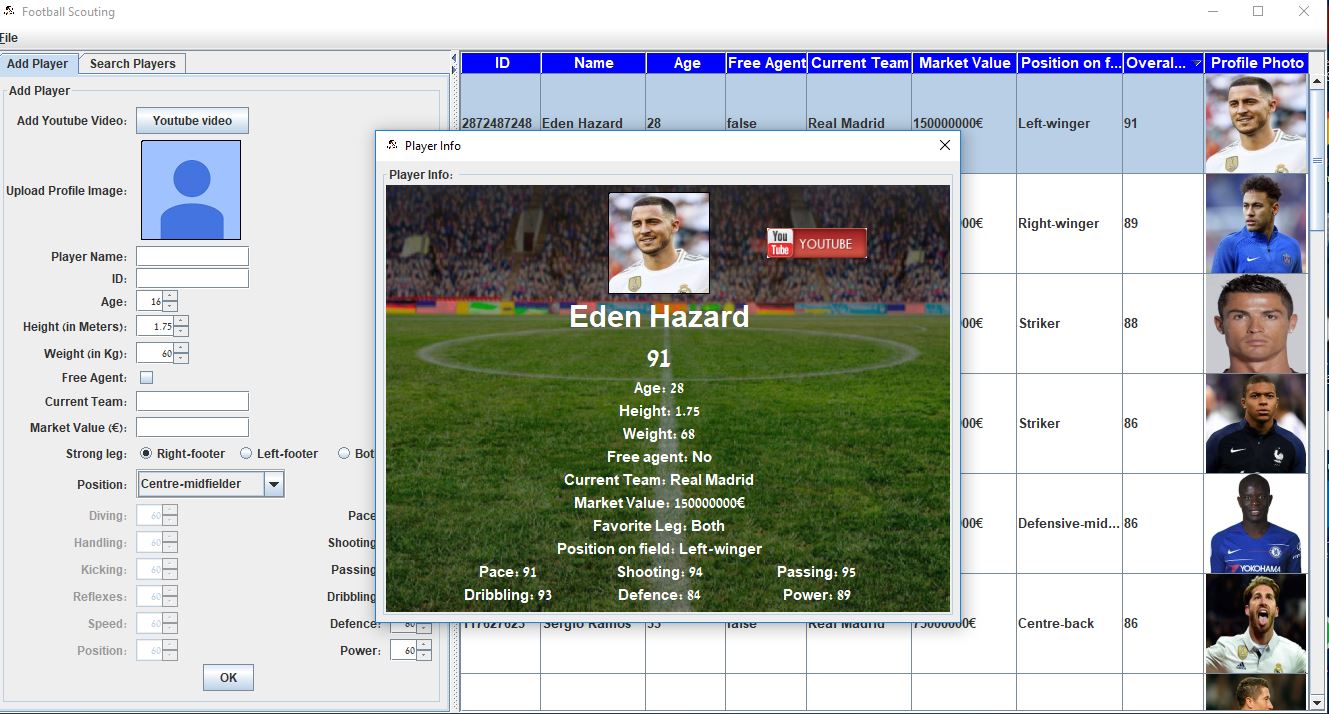 Football Scouting
File
Add Player
Search Players
Add Player
Add Youtube Video:
Youtube video
Upload Profile Image:
Player Name:
ID:
Age: 16
Height (in Meters): 1.75
Weight (in Kg): 60
Free Agent:
Current Team:
Market Value (€):
Strong leg: Right-footer Left-footer Bot
Position: Centre-midfielder
Diving: 60 Pace
Handling: 60 Shooting
Kicking: 60 Passing
Reflexes: 60 Dribbling
Speed: 60 Defence: 60
Position: 60 Power: 60
OK
ID Name Age Free Agent Current Team Market Value Position on f... Overal... Profile Photo
2872487248 Eden Hazard 28 false Real Madrid 150000000€ Left-winger 91
00€ Right-winger 89
00€ Striker 88
00€ Striker 86
00€ Defensive-mid... 86
YOKOHAMA
117627625 Sergio Ramos false Real Madrid 75000000€ Centre-back 86
Player Info
Player Info:
You
Tube
YOUTUBE
Eden Hazard
91
Age: 28
Height: 1.75
Weight: 68
Free agent: No
Current Team: Real Madrid
Market Value: 150000000€
Favorite Leg: Both
Position on field: Left-winger
Pace: 91 Shooting: 94 Passing: 95
Dribbling: 93 Defence: 84 Power: 89